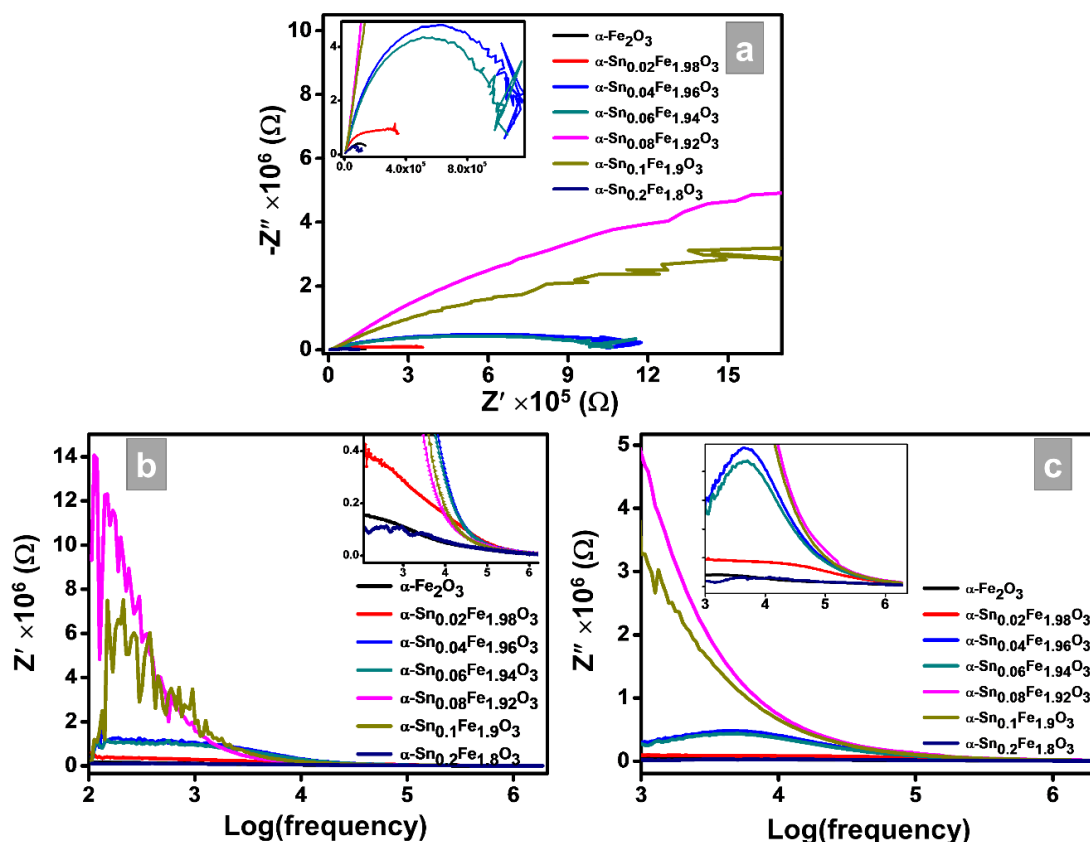 a
10
8
6
4
2
0
-Z″ ×10⁶ (Ω)
0
3
6
9
12
15
Z′ ×10⁵ (Ω)
4
2
0
0.0
4.0x10⁵
8.0x10⁵
α-Fe₂O₃
α-Sn₀.₀₂Fe₁.₉₈O₃
α-Sn₀.₀₄Fe₁.₉₆O₃
α-Sn₀.₀₆Fe₁.₉₄O₃
α-Sn₀.₀₈Fe₁.₉₂O₃
α-Sn₀.₁Fe₁.₉O₃
α-Sn₀.₂Fe₁.₈O₃
b
14
12
10
8
6
4
2
0
Z′ ×10⁶ (Ω)
2
3
4
5
6
Log(frequency)
0.4
0.2
0.0
3
4
5
6
α-Fe₂O₃
α-Sn₀.₀₂Fe₁.₉₈O₃
α-Sn₀.₀₄Fe₁.₉₆O₃
α-Sn₀.₀₆Fe₁.₉₄O₃
α-Sn₀.₀₈Fe₁.₉₂O₃
α-Sn₀.₁Fe₁.₉O₃
α-Sn₀.₂Fe₁.₈O₃
c
5
4
3
2
1
0
Z″ ×10⁶ (Ω)
3
4
5
6
Log(frequency)
3
4
5
6
α-Fe₂O₃
α-Sn₀.₀₂Fe₁.₉₈O₃
α-Sn₀.₀₄Fe₁.₉₆O₃
α-Sn₀.₀₆Fe₁.₉₄O₃
α-Sn₀.₀₈Fe₁.₉₂O₃
α-Sn₀.₁Fe₁.₉O₃
α-Sn₀.₂Fe₁.₈O₃